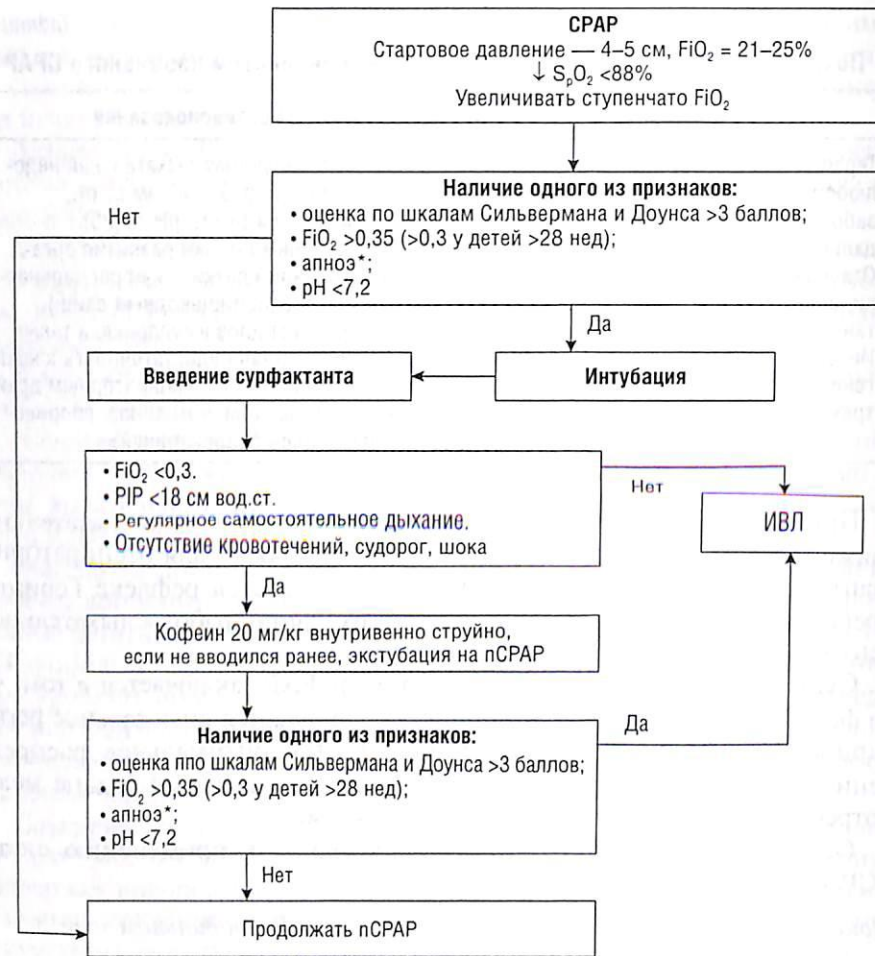 CPAP
Стартовое давление — 4–5 см, FiO₂ = 21–25%
↓ SₚO₂ <88%
Увеличивать ступенчато FiO₂
Наличие одного из признаков:
• оценка по шкалам Сильвермана и Доунса >3 баллов;
• FiO₂ >0,35 (>0,3 у детей >28 нед);
• апноэ*;
• pH <7,2
Нет
Да
Введение сурфактанта
Интубация
• FiO₂ <0,3.
• PIP <18 см вод.ст.
• Регулярное самостоятельное дыхание.
• Отсутствие кровотечений, судорог, шока
Нет
ИВЛ
Да
Кофеин 20 мг/кг внутривенно струйно,
если не вводился ранее, экстубация на nCPAP
Наличие одного из признаков:
• оценка ппо шкалам Сильвермана и Доунса >3 баллов;
• FiO₂ >0,35 (>0,3 у детей >28 нед);
• апноэ*;
• pH <7,2
Да
Нет
Продолжать nCPAP